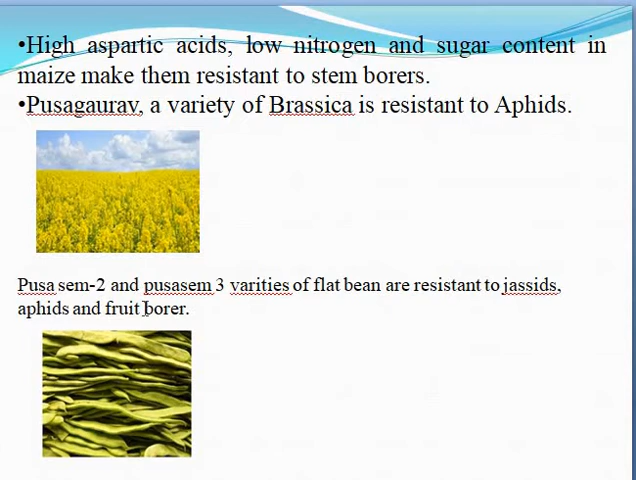 •High aspartic acids, low nitrogen and sugar content in
maize make them resistant to stem borers.
•Pusagaurav, a variety of Brassica is resistant to Aphids.
Pusa sem-2 and pusasem 3 varities of flat bean are resistant to jassids,
aphids and fruit borer.